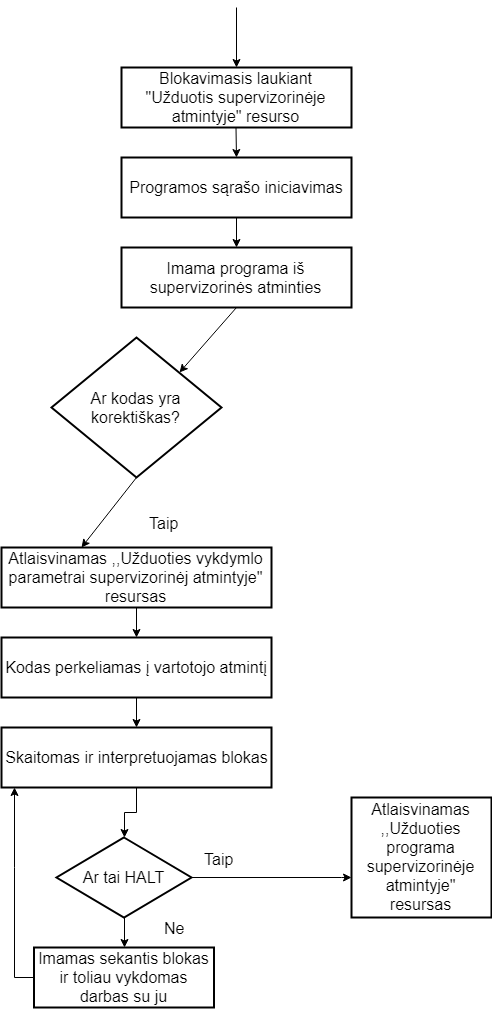 Blokavimasis laukiant
"Užduotis supervizorinėje
atmintyje" resurso
Programos sąrašo iniciavimas
Imama programa iš
supervizorinės atminties
Ar kodas yra
korektiškas?
Taip
Atlaisvinamas ,,Užduoties vykdymlo
parametrai supervizorinėj atmintyje"
resursas
Kodas perkeliamas į vartotojo atmintį
Skaitomas ir interpretuojamas blokas
Ar tai HALT
Taip
Atlaisvinamas
,,Užduoties
programa
supervizorinėje
atmintyje"
resursas
Ne
Imamas sekantis blokas
ir toliau vykdomas
darbas su ju